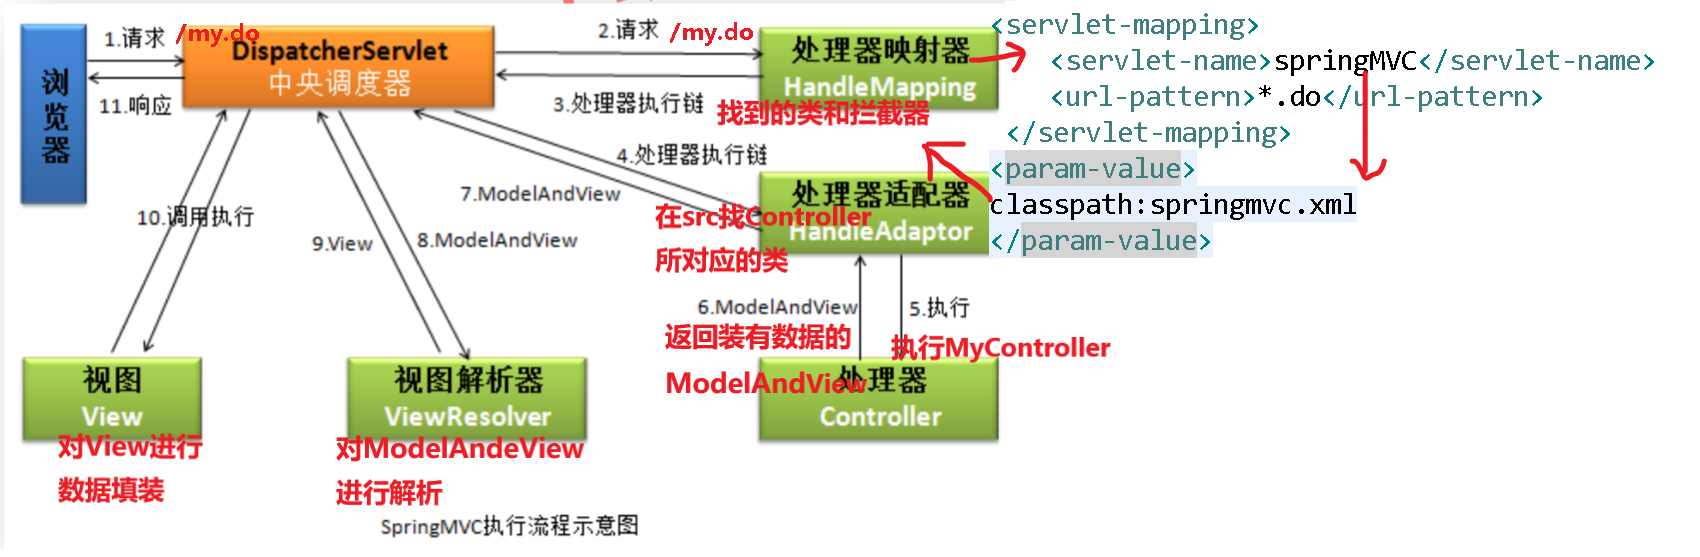 1.请求 /my.do
2.请求 /my.do
浏览器
DispatcherServlet
中央调度器
处理器映射器
HandleMapping
11.响应
3.处理器执行链
找到的类和拦截器
<servlet-mapping>
<servlet-name>springMVC</servlet-name>
<url-pattern>*.do</url-pattern>
</servlet-mapping>
<param-value>
classpath:springmvc.xml
</param-value>
4.处理器执行链
7.ModelAndView
处理器适配器
HandleAdaptor
在src找Controller
所对应的类
10.调用执行
9.View
8.ModelAndView
6.ModelAndView
5.执行
返回装有数据的
ModelAndView
执行MyController
视图
View
视图解析器
ViewResolver
处理器
Controller
对View进行
数据填装
对ModelAndeView
进行解析
SpringMVC执行流程示意图